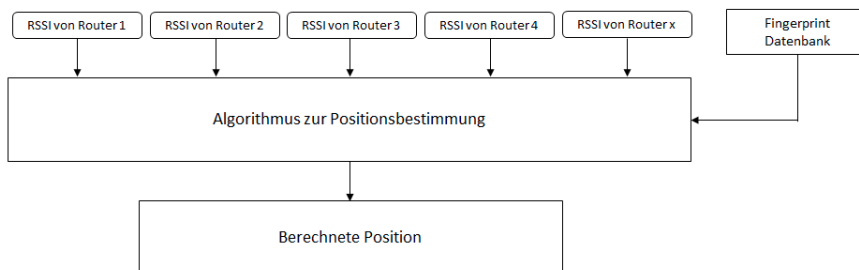 RSSI von Router 1
RSSI von Router 2
RSSI von Router 3
RSSI von Router 4
RSSI von Router x
Fingerprint
Datenbank
Algorithmus zur Positionsbestimmung
Berechnete Position